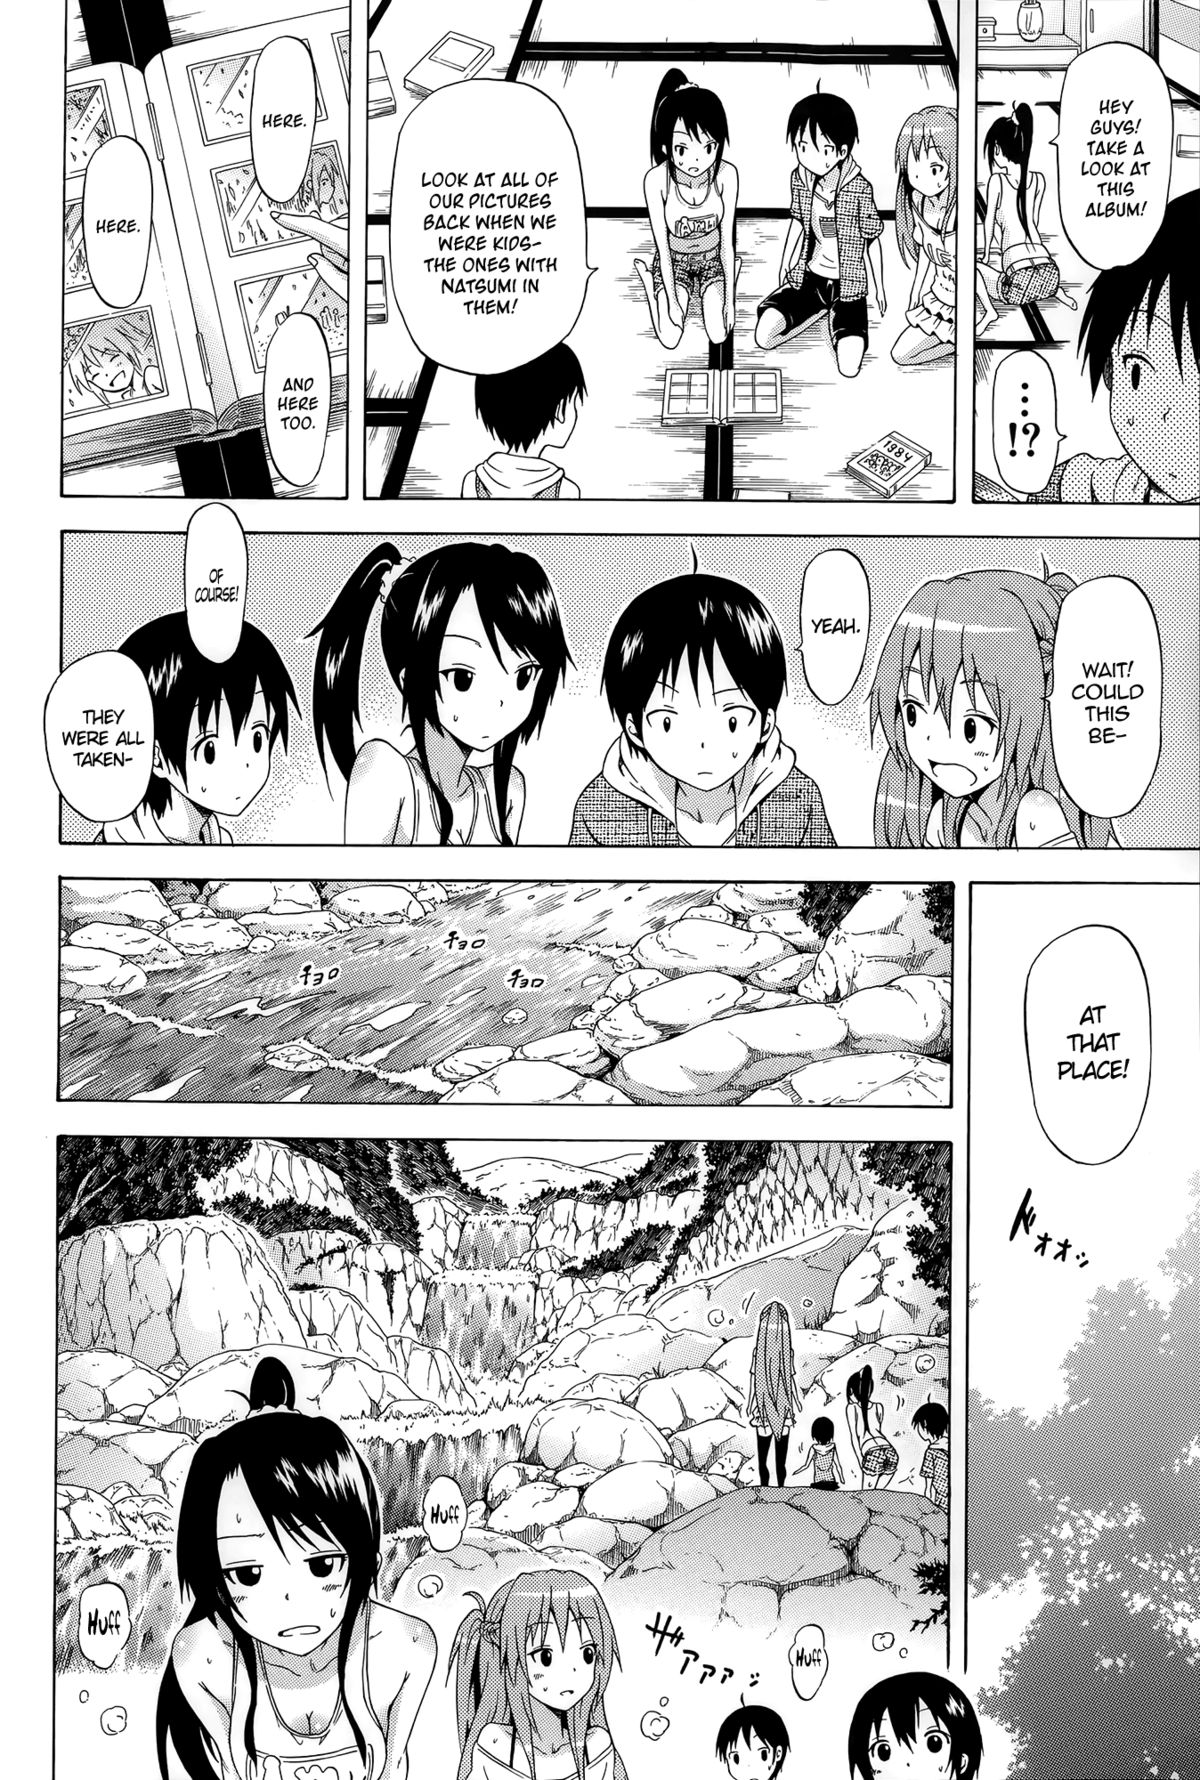 HEY
GUYS!
TAKE A
LOOK AT
THIS
ALBUM!
...!?
LOOK AT ALL OF
OUR PICTURES
BACK WHEN WE
WERE KIDS-
THE ONES WITH
NATSUMI IN
THEM!
1984
HERE.
HERE.
AND
HERE
TOO.
WAIT!
COULD
THIS
BE-
YEAH.
OF
COURSE!
THEY
WERE ALL
TAKEN-
AT
THAT
PLACE!
チョロ
チョロ
チョロ
ドォオォッ
Huff
Huff
Huff
ザザァァァッ